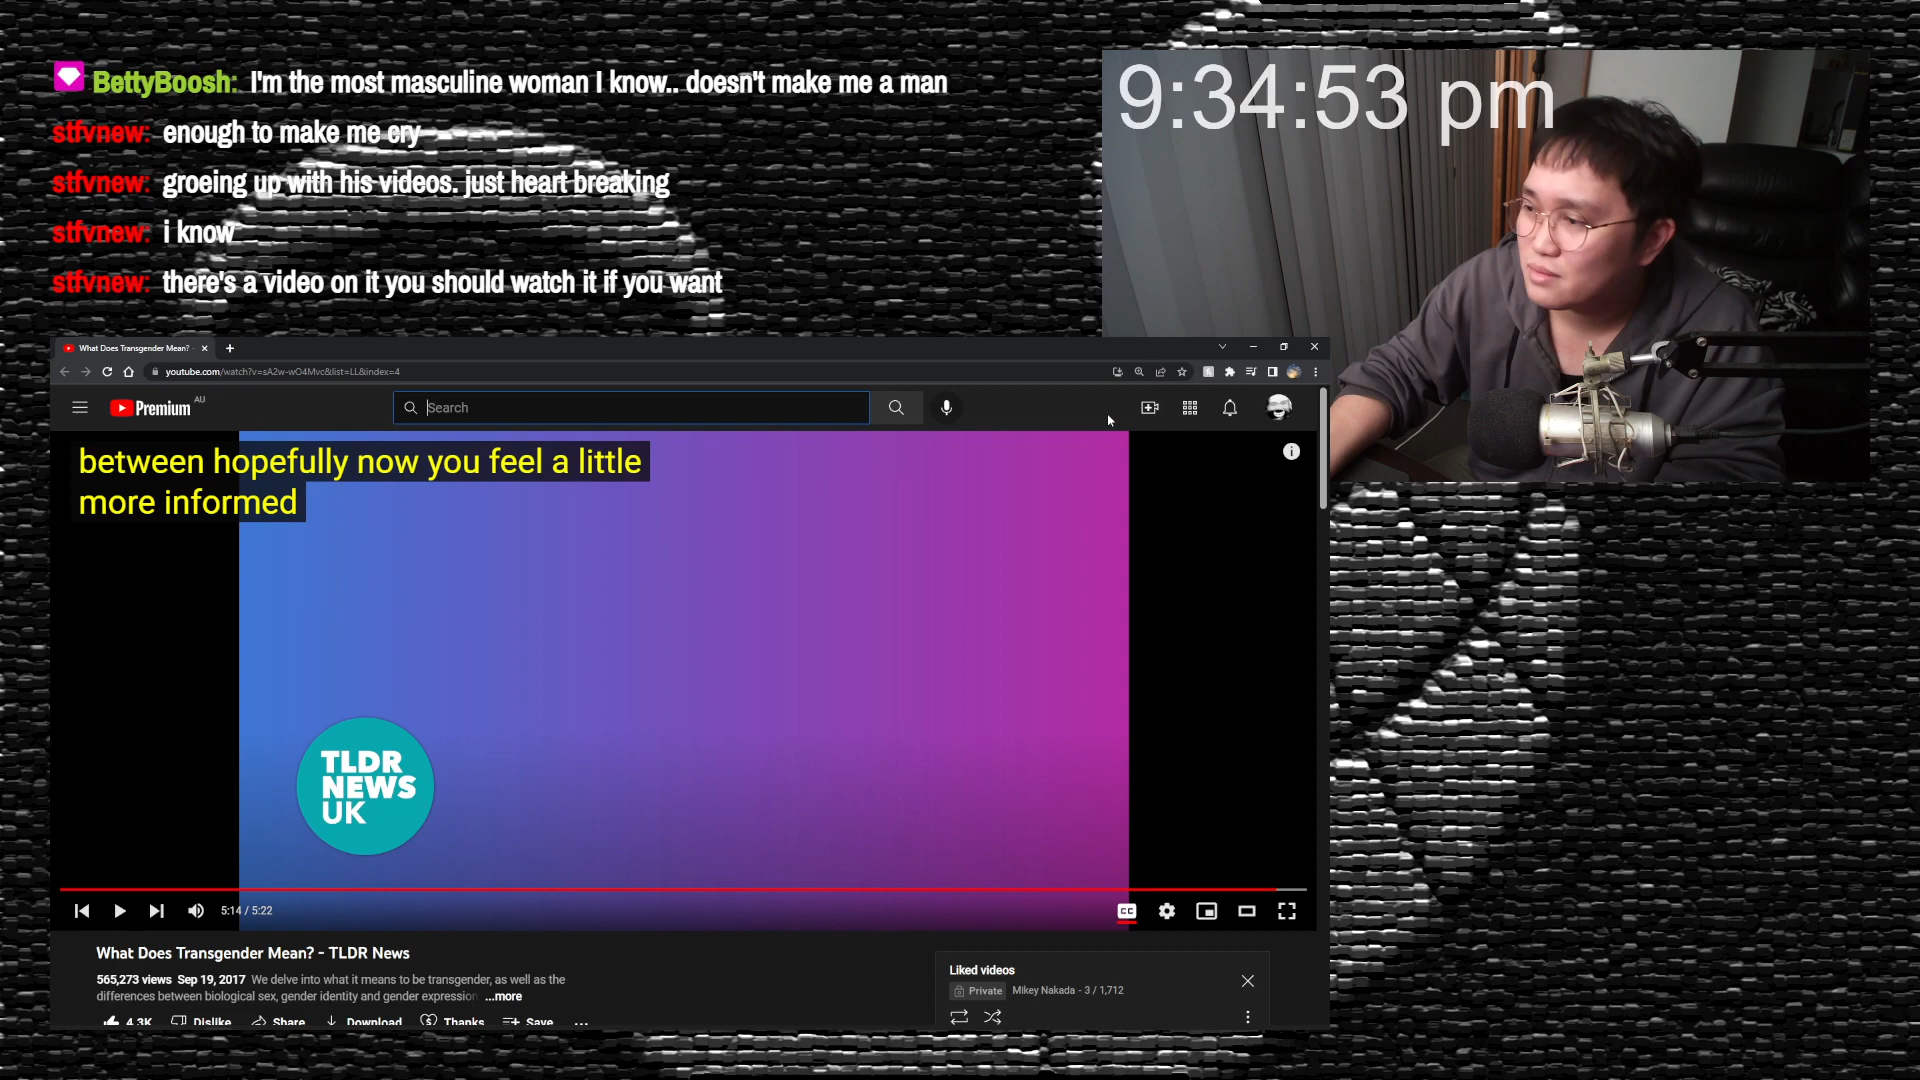 BettyBoosh: I'm the most masculine woman I know.. doesn't make me a man
stfvnew: enough to make me cry
stfvnew: groeing up with his videos. just heart breaking
stfvnew: i know
stfvnew: there's a video on it you should watch it if you want
9:34:53 pm
What Does Transgender Mean? -
youtube.com/watch?v=sA2w-wO4Mvc&list=LL&index=4
Premium AU
Search
between hopefully now you feel a little
more informed
TLDR
NEWS
UK
5:14 / 5:22
CC
What Does Transgender Mean? - TLDR News
565,273 views Sep 19, 2017 We delve into what it means to be transgender, as well as the
differences between biological sex, gender identity and gender expression ...more
4.3K Dislike Share Download Thanks Save ...
Liked videos
Private Mikey Nakada - 3 / 1,712